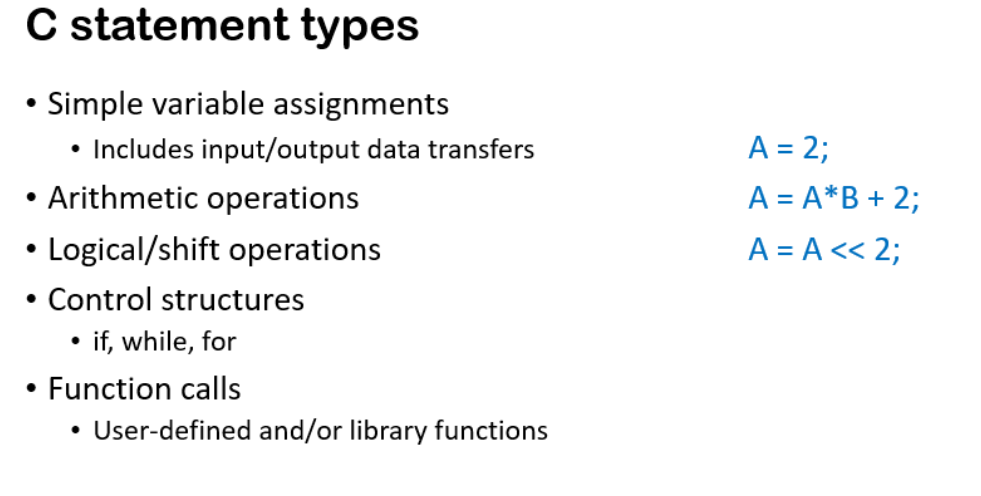 C statement types
• Simple variable assignments
• Includes input/output data transfers A = 2;
• Arithmetic operations A = A*B + 2;
• Logical/shift operations A = A << 2;
• Control structures
• if, while, for
• Function calls
• User-defined and/or library functions